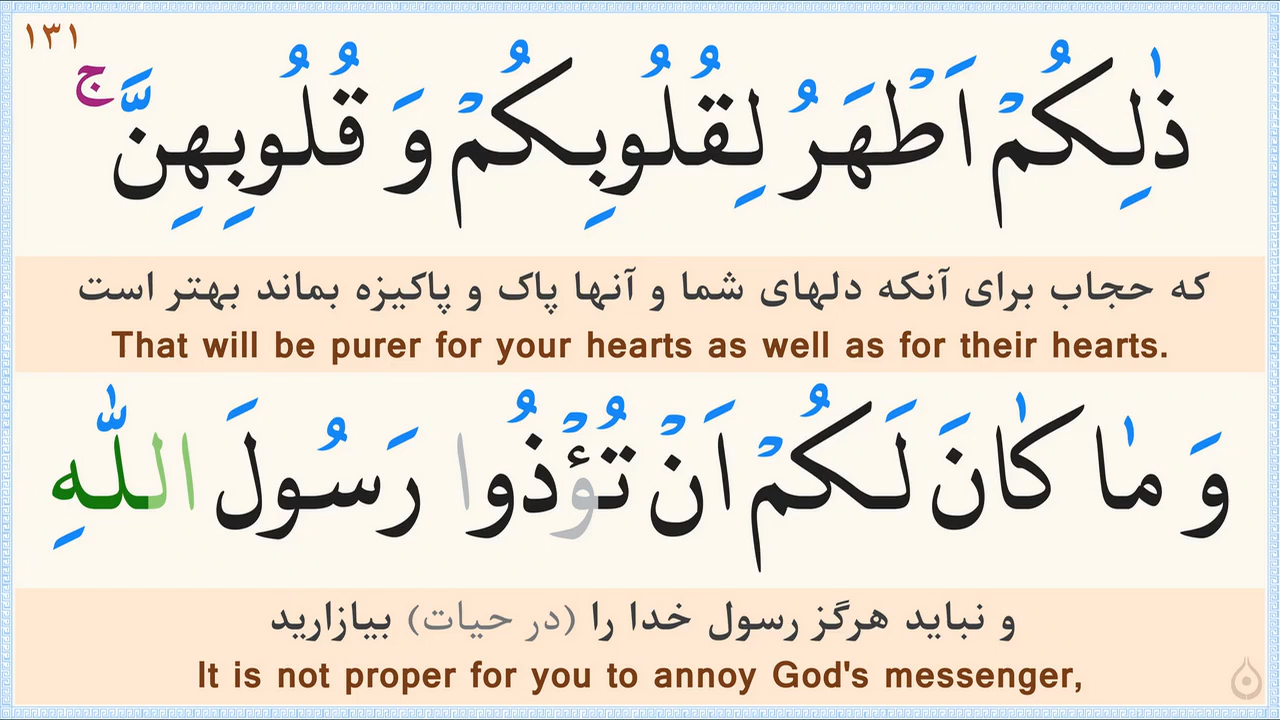 ۱۳۱
ذٰلِكُمْ اَطْهَرُ لِقُلُوبِكُمْ وَ قُلُوبِهِنَّ ۚ
که حجاب برای آنکه دلهای شما و آنها پاک و پاکیزه بماند بهتر است
That will be purer for your hearts as well as for their hearts.
وَ مٰا كٰانَ لَكُمْ اَنْ تُؤْذُوا رَسُولَ اللّٰهِ
و نباید هرگز رسول خدا را (در حیات) بیازارید
It is not proper for you to annoy God's messenger,